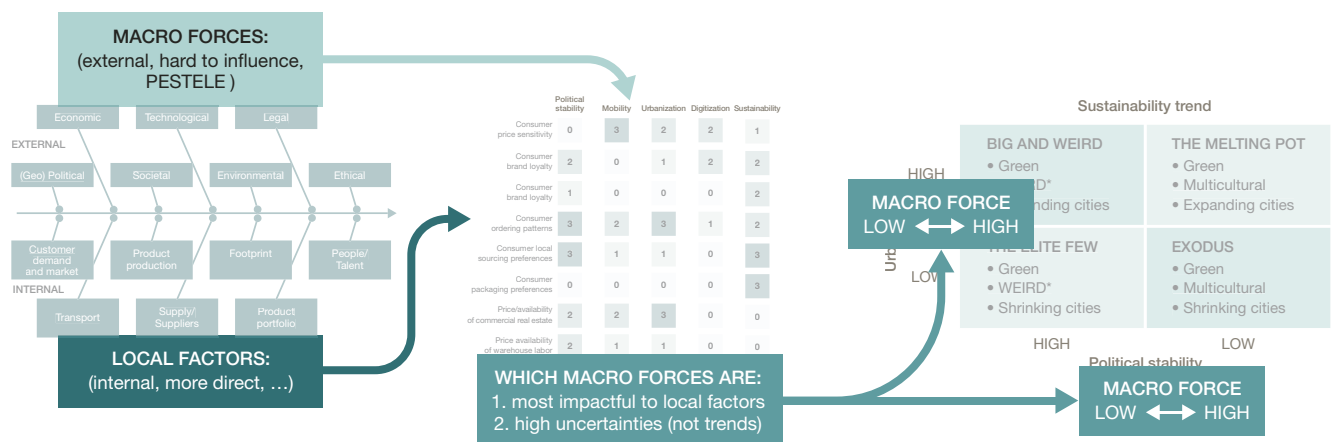 MACRO FORCES:
(external, hard to influence,
PESTELE )
Economic
Technological
Legal
EXTERNAL
(Geo) Political
Societal
Environmental
Ethical
Customer
demand
and market
Product
production
Footprint
People/
Talent
INTERNAL
Transport
Supply/
Suppliers
Product
portfolio
LOCAL FACTORS:
(internal, more direct, …)
Political
stability
Mobility
Urbanization
Digitization
Sustainability
Consumer
price sensitivity
0 3 2 2 1
Consumer
brand loyalty
2 0 1 2 2
Consumer
brand loyalty
1 0 0 0 2
Consumer
ordering patterns
3 2 3 1 2
Consumer local
sourcing preferences
3 1 1 0 3
Consumer
packaging preferences
0 0 0 0 3
Price/availability
of commercial real estate
2 2 3 0 0
Price availability
of warehouse labor
2 1 1 0 0
WHICH MACRO FORCES ARE:
1. most impactful to local factors
2. high uncertainties (not trends)
Sustainability trend
BIG AND WEIRD
• Green
RD*
nding cities
THE MELTING POT
• Green
• Multicultural
• Expanding cities
HIGH
MACRO FORCE
LOW HIGH
LOW
THE ELITE FEW
• Green
• WEIRD*
• Shrinking cities
EXODUS
• Green
• Multicultural
• Shrinking cities
HIGH
LOW
Political stability
MACRO FORCE
LOW HIGH